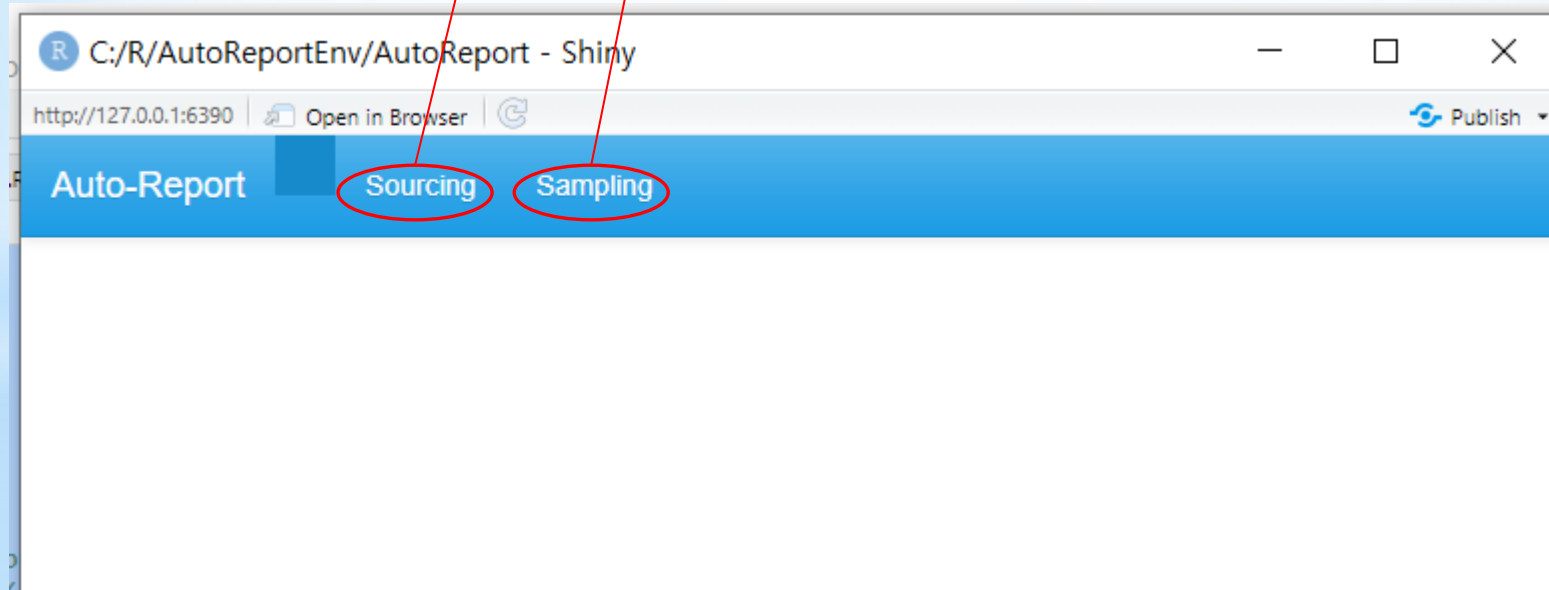 R C:/R/AutoReportEnv/AutoReport - Shiny
http://127.0.0.1:6390 Open in Browser Publish
Auto-Report Sourcing Sampling